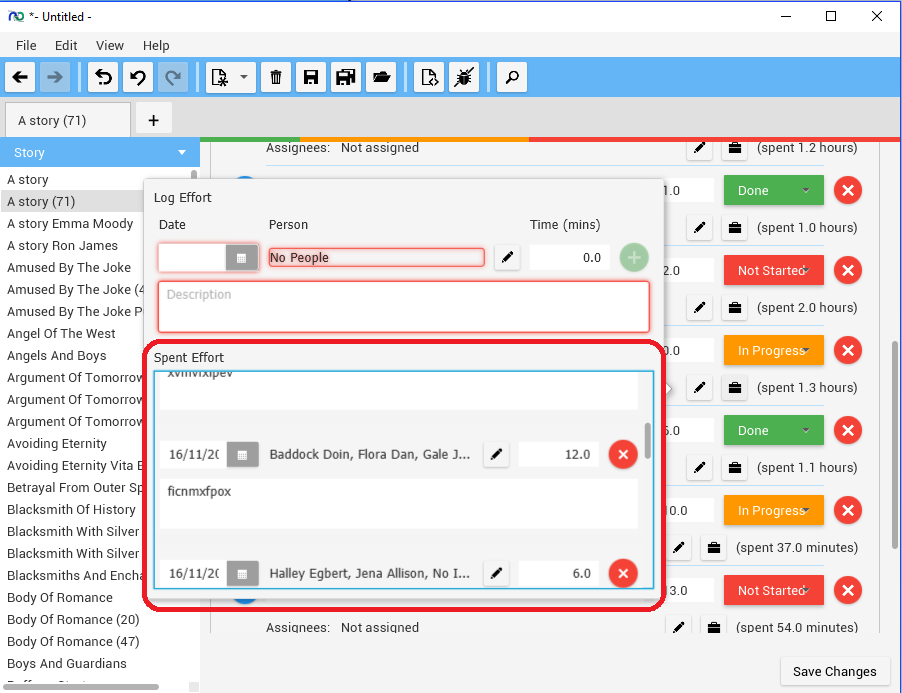 *- Untitled -
File Edit View Help
A story (71) +
Story
A story
A story (71)
A story Emma Moody
A story Ron James
Amused By The Joke
Amused By The Joke (4
Amused By The Joke P
Angel Of The West
Angels And Boys
Argument Of Tomorrow
Argument Of Tomorrow
Argument Of Tomorrow
Avoiding Eternity
Avoiding Eternity Vita E
Betrayal From Outer Sp
Blacksmith Of History
Blacksmith With Silver
Blacksmith With Silver
Blacksmiths And Encha
Body Of Romance
Body Of Romance (20)
Body Of Romance (47)
Boys And Guardians
Assignees: Not assigned (spent 1.2 hours)
1.0 Done
(spent 1.0 hours)
2.0 Not Started
(spent 2.0 hours)
0.0 In Progress
(spent 1.3 hours)
6.0 Done
(spent 1.1 hours)
10.0 In Progress
(spent 37.0 minutes)
3.0 Not Started
Assignees: Not assigned (spent 54.0 minutes)
Log Effort
Date Person Time (mins)
No People 0.0
Description
Spent Effort
xvmvfxipev
16/11/20 Baddock Doin, Flora Dan, Gale J... 12.0
ficnmxfpox
16/11/20 Halley Egbert, Jena Allison, No I... 6.0
Save Changes